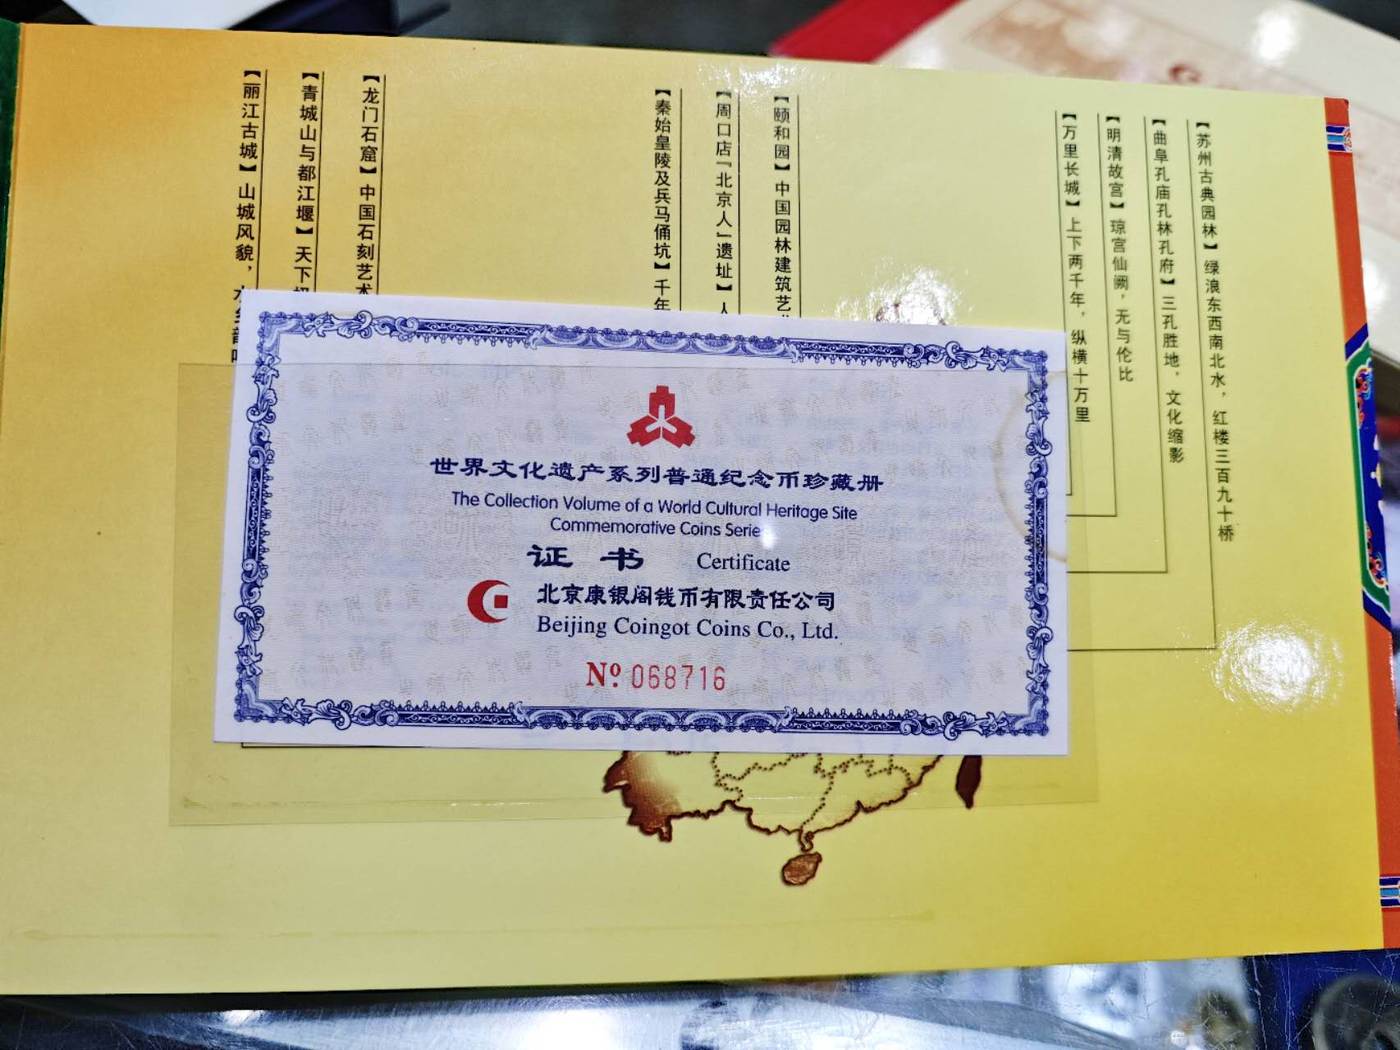 【苏州古典园林】绿浪东西南北水，红楼三百九十桥
【曲阜孔庙孔林孔府】三孔胜地，文化缩影
【明清故宫】琼宫仙阙，无与伦比
【万里长城】上下两千年，纵横十万里
【颐和园】中国园林建筑艺
【周口店「北京人」遗址】人
【秦始皇陵及兵马俑坑】千年
【龙门石窟】中国石刻艺术
【青城山与都江堰】天下
【丽江古城】山城风貌，水
世界文化遗产系列普通纪念币珍藏册
The Collection Volume of a World Cultural Heritage Site
Commemorative Coins Serie
证书 Certificate
北京康银阁钱币有限责任公司
Beijing Coingot Coins Co., Ltd.
Nº 068716